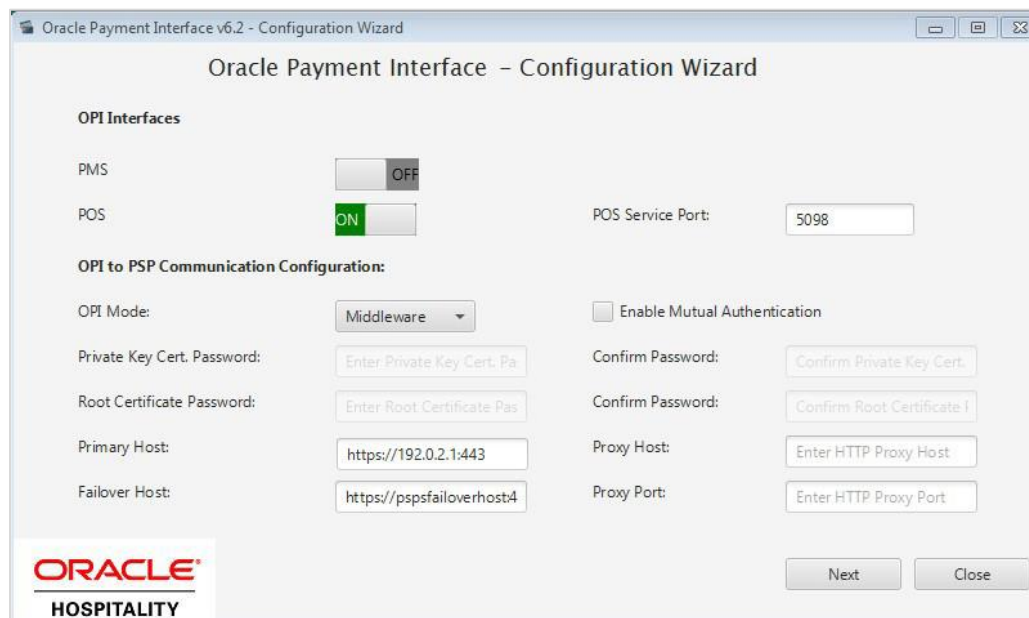 Oracle Payment Interface v6.2 - Configuration Wizard
Oracle Payment Interface – Configuration Wizard
OPI Interfaces
PMS
OFF
POS
ON
POS Service Port:
5098
OPI to PSP Communication Configuration:
OPI Mode:
Middleware
Enable Mutual Authentication
Private Key Cert. Password:
Enter Private Key Cert. Pa
Confirm Password:
Confirm Private Key Cert.
Root Certificate Password:
Enter Root Certificate Pas
Confirm Password:
Confirm Root Certificate
Primary Host:
https://192.0.2.1:443
Proxy Host:
Enter HTTP Proxy Host
Failover Host:
https://pspsfailoverhost:4
Proxy Port:
Enter HTTP Proxy Port
ORACLE®
HOSPITALITY
Next
Close